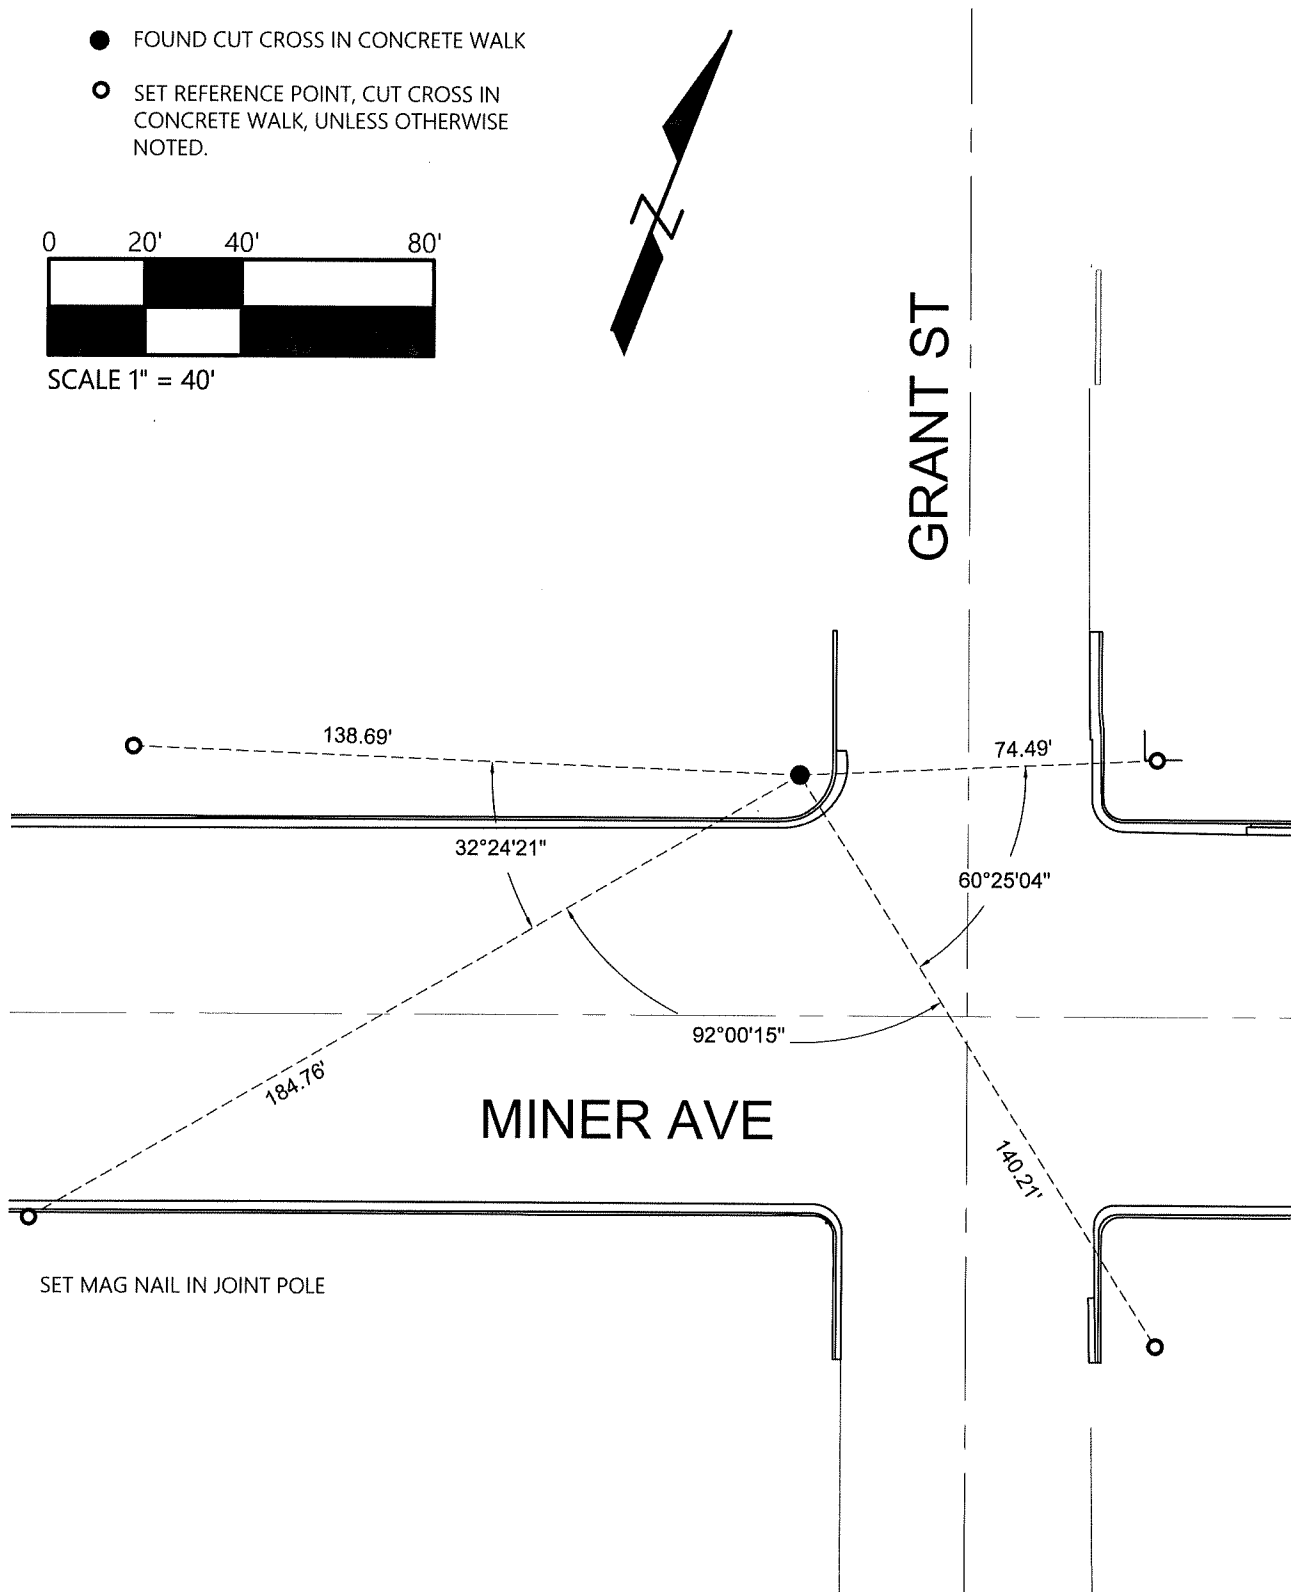 FOUND CUT CROSS IN CONCRETE WALK
SET REFERENCE POINT, CUT CROSS IN
CONCRETE WALK, UNLESS OTHERWISE
NOTED.
0 20' 40' 80'
SCALE 1" = 40'
Z
GRANT ST
138.69'
74.49'
32°24'21"
60°25'04"
92°00'15"
184.76'
MINER AVE
140.21'
SET MAG NAIL IN JOINT POLE